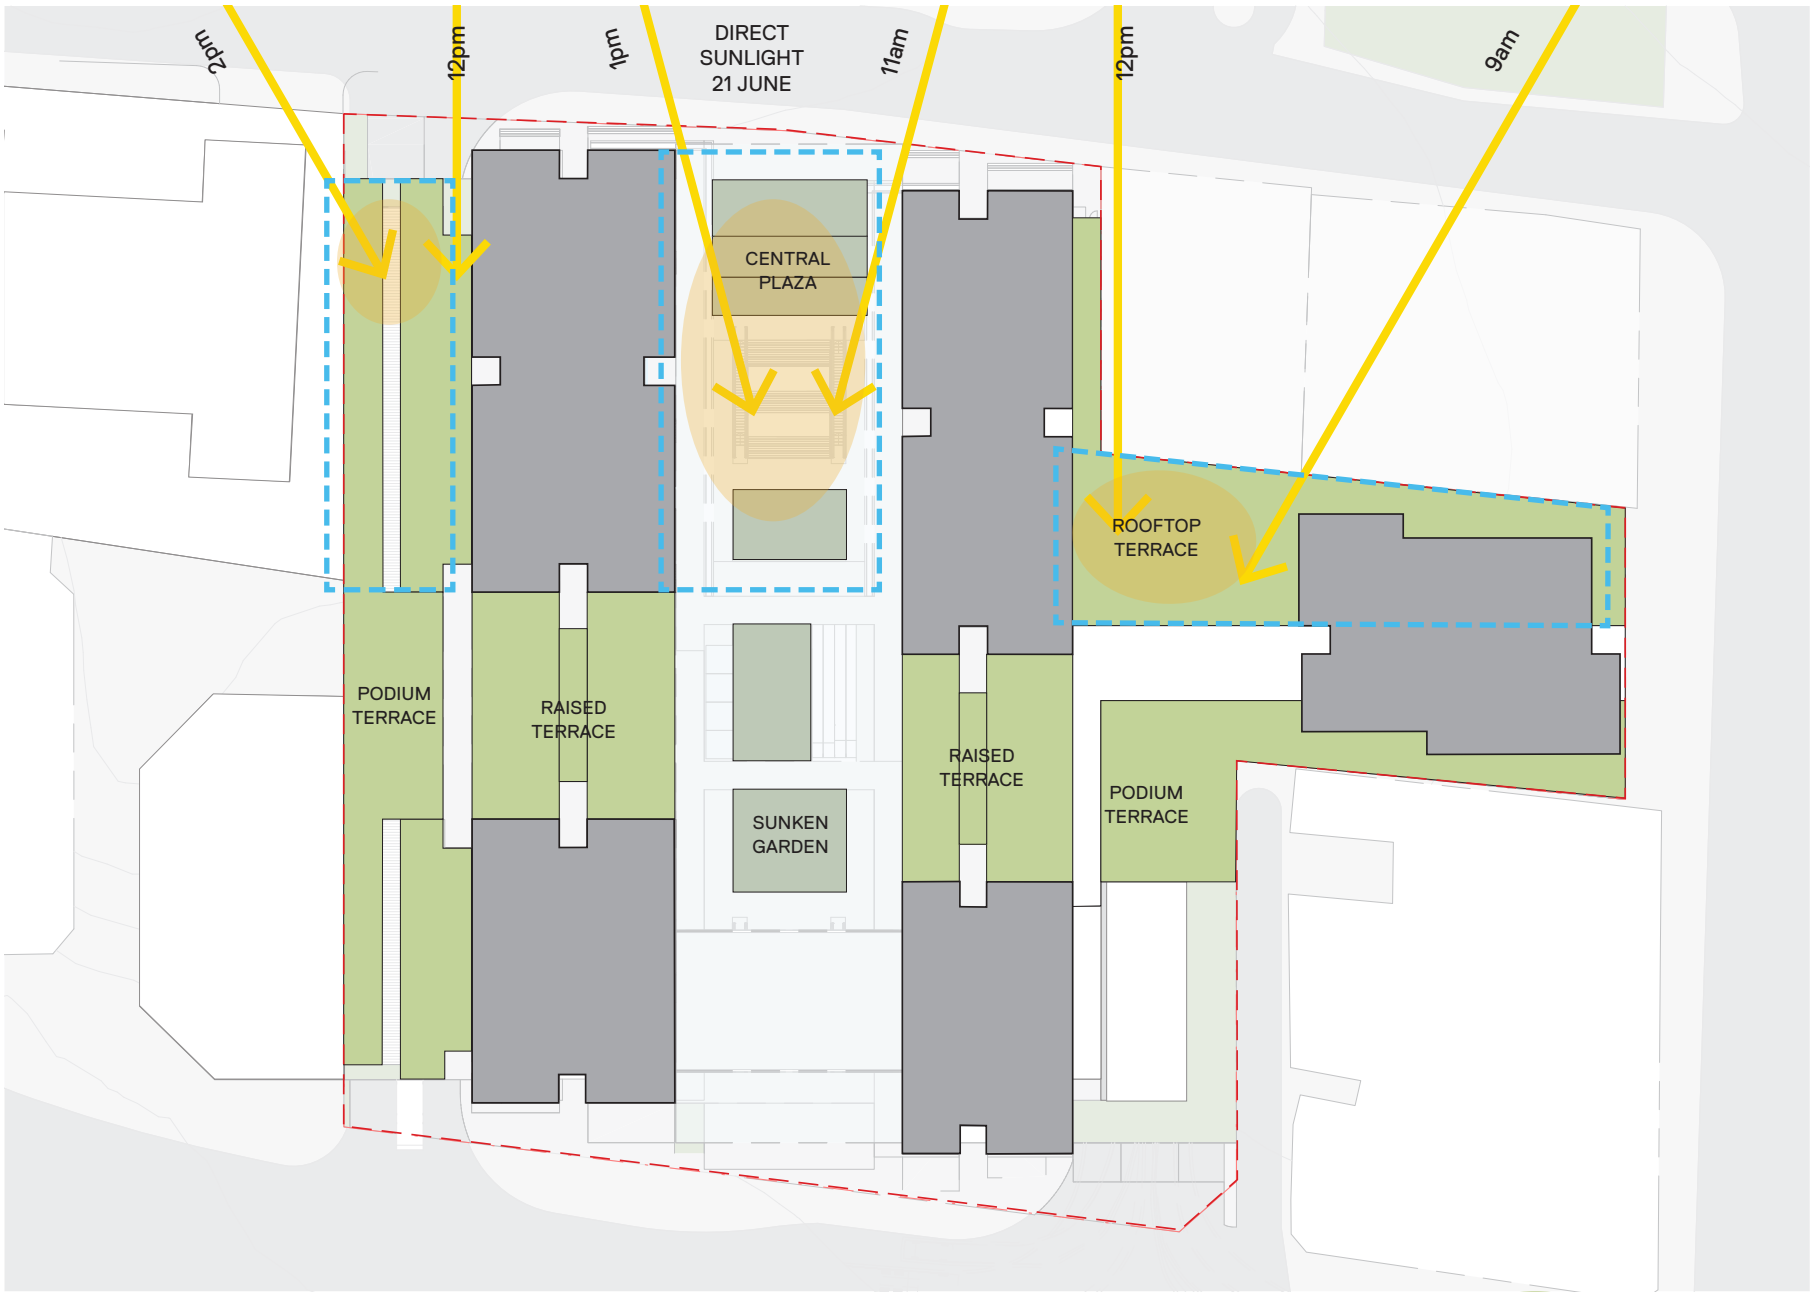 2pm
12pm
1pm
DIRECT
SUNLIGHT
21 JUNE
11am
12pm
9am
CENTRAL
PLAZA
ROOFTOP
TERRACE
PODIUM
TERRACE
RAISED
TERRACE
RAISED
TERRACE
PODIUM
TERRACE
SUNKEN
GARDEN